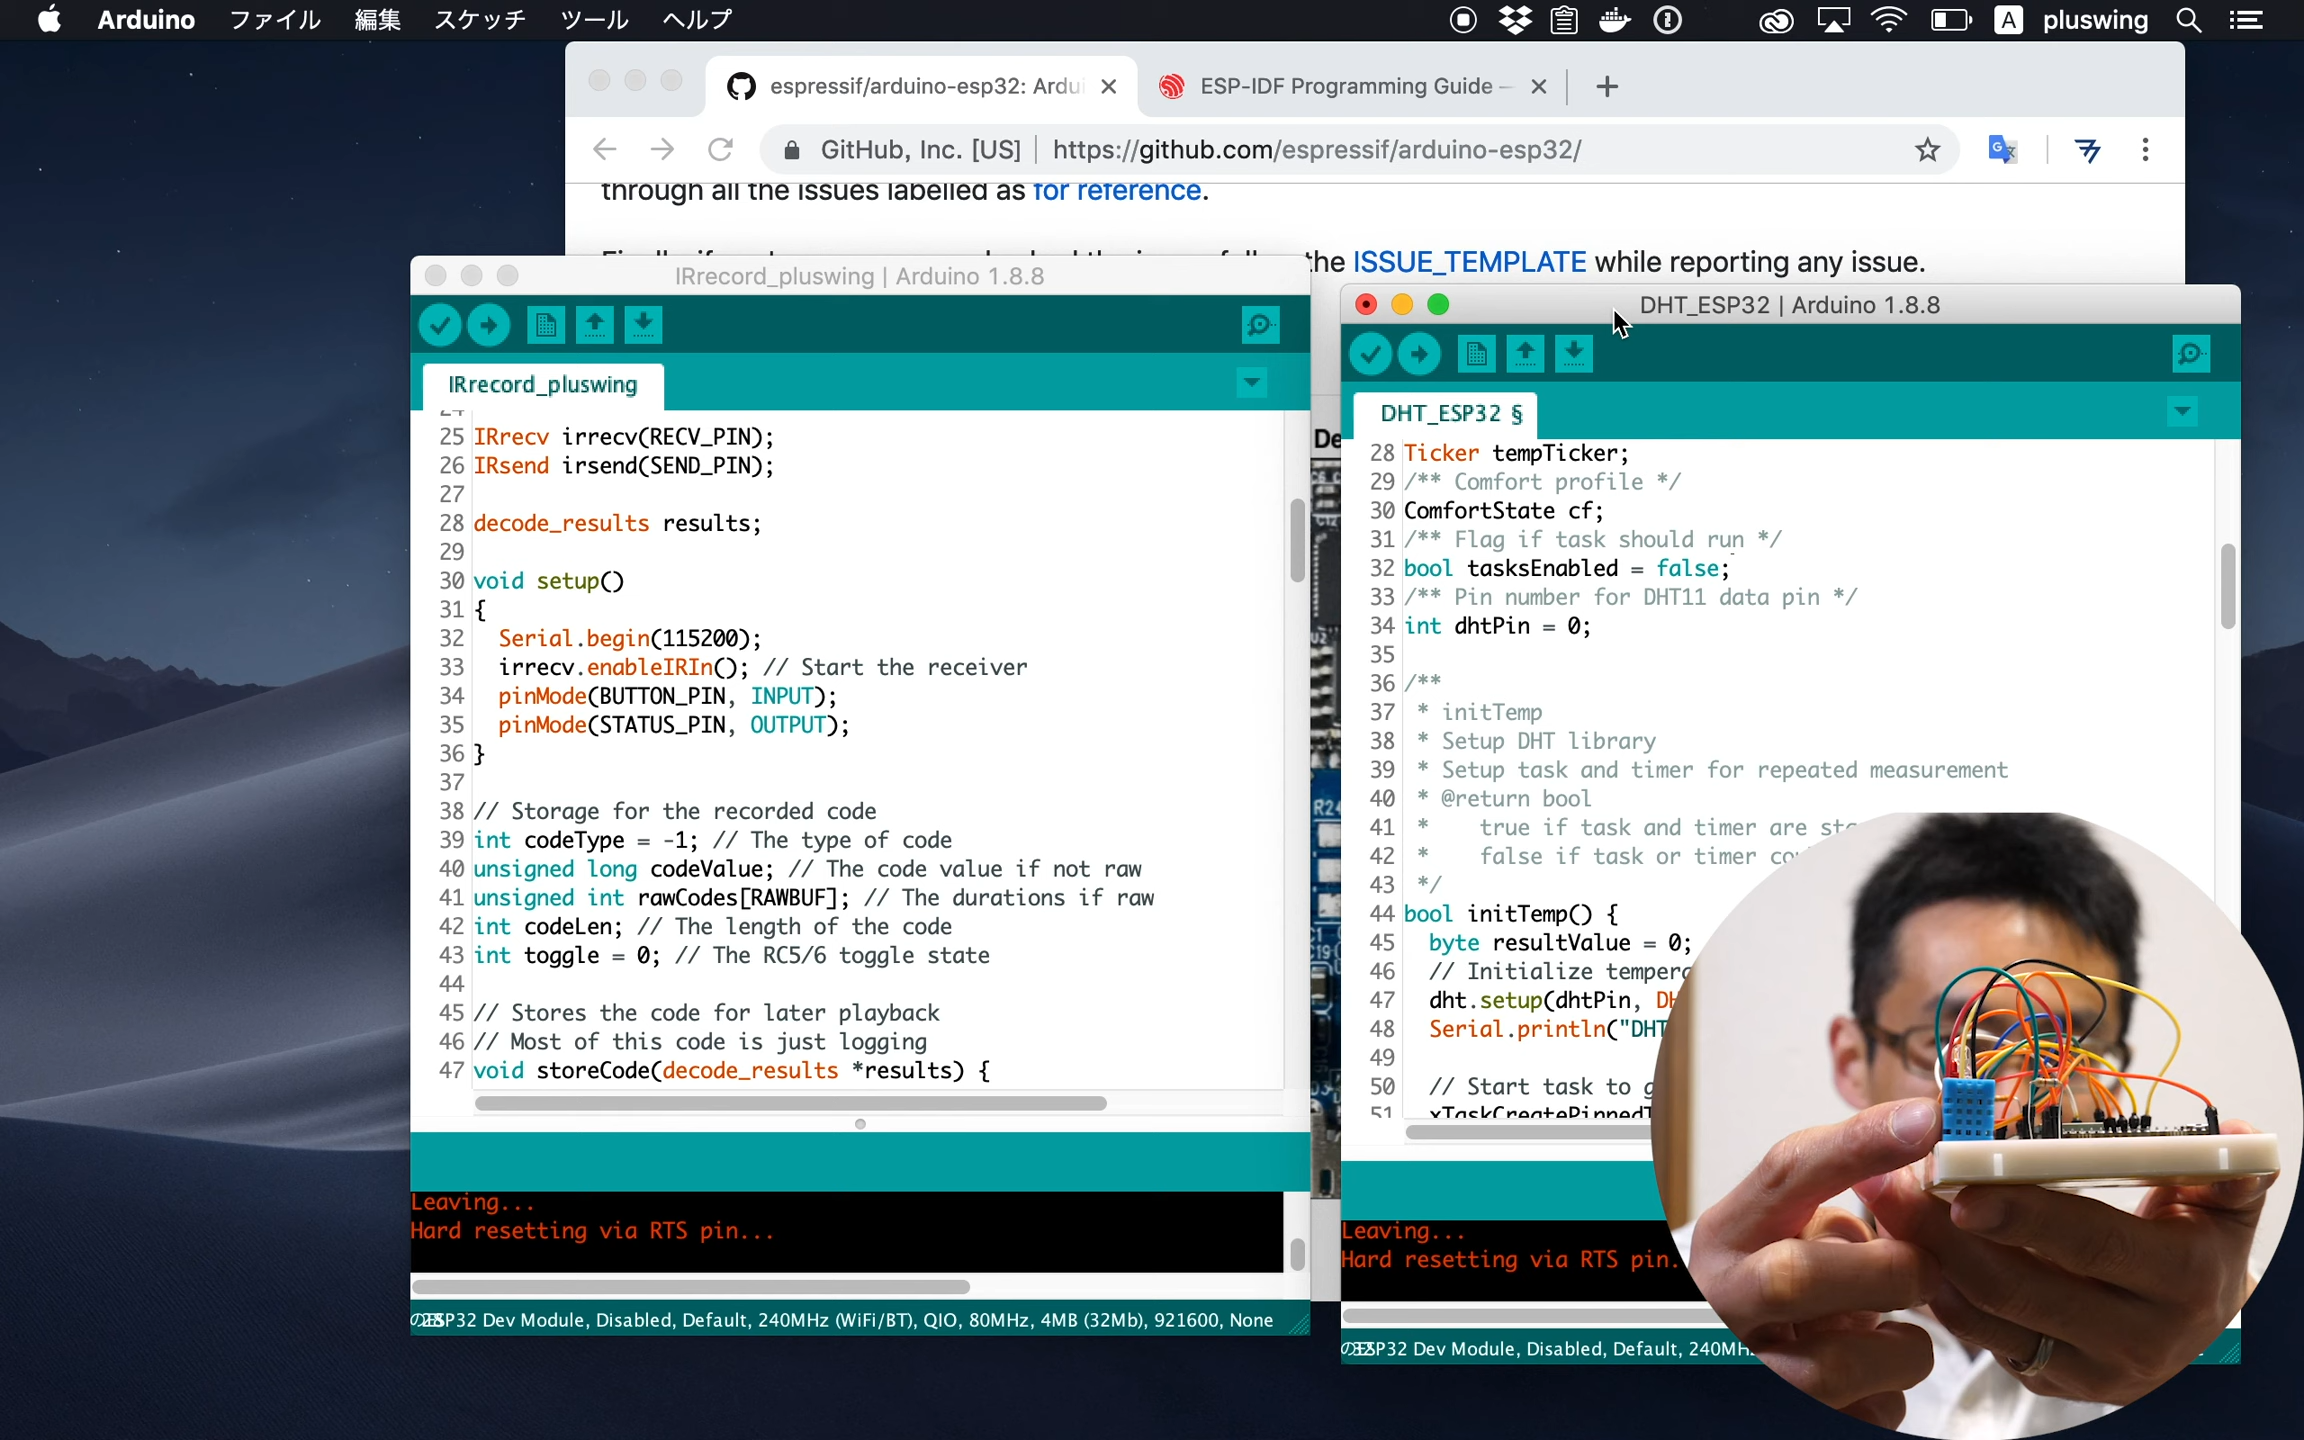 Arduino ファイル 編集 スケッチ ツール ヘルプ
A pluswing
espressif/arduino-esp32: Ardui
ESP-IDF Programming Guide —
GitHub, Inc. [US] https://github.com/espressif/arduino-esp32/
through all the issues labelled as for reference.
the ISSUE_TEMPLATE while reporting any issue.
IRrecord_pluswing | Arduino 1.8.8
IRrecord_pluswing
24
25 IRrecv irrecv(RECV_PIN);
26 IRsend irsend(SEND_PIN);
27
28 decode_results results;
29
30 void setup()
31 {
32 Serial.begin(115200);
33 irrecv.enableIRIn(); // Start the receiver
34 pinMode(BUTTON_PIN, INPUT);
35 pinMode(STATUS_PIN, OUTPUT);
36 }
37
38 // Storage for the recorded code
39 int codeType = -1; // The type of code
40 unsigned long codeValue; // The code value if not raw
41 unsigned int rawCodes[RAWBUF]; // The durations if raw
42 int codeLen; // The length of the code
43 int toggle = 0; // The RC5/6 toggle state
44
45 // Stores the code for later playback
46 // Most of this code is just logging
47 void storeCode(decode_results *results) {
Leaving...
Hard resetting via RTS pin...
ESP32 Dev Module, Disabled, Default, 240MHz (WiFi/BT), QIO, 80MHz, 4MB (32Mb), 921600, None
DHT_ESP32 | Arduino 1.8.8
DHT_ESP32 §
28 Ticker tempTicker;
29 /** Comfort profile */
30 ComfortState cf;
31 /** Flag if task should run */
32 bool tasksEnabled = false;
33 /** Pin number for DHT11 data pin */
34 int dhtPin = 0;
35
36 /**
37 * initTemp
38 * Setup DHT library
39 * Setup task and timer for repeated measurement
40 * @return bool
41 * true if task and timer are sta
42 * false if task or timer co
43 */
44 bool initTemp() {
45 byte resultValue = 0;
46 // Initialize tempera
47 dht.setup(dhtPin, DH
48 Serial.println("DHT
49
50 // Start task to g
51 xTaskCreatePinnedT
Leaving...
Hard resetting via RTS pin.
ESP32 Dev Module, Disabled, Default, 240MHz